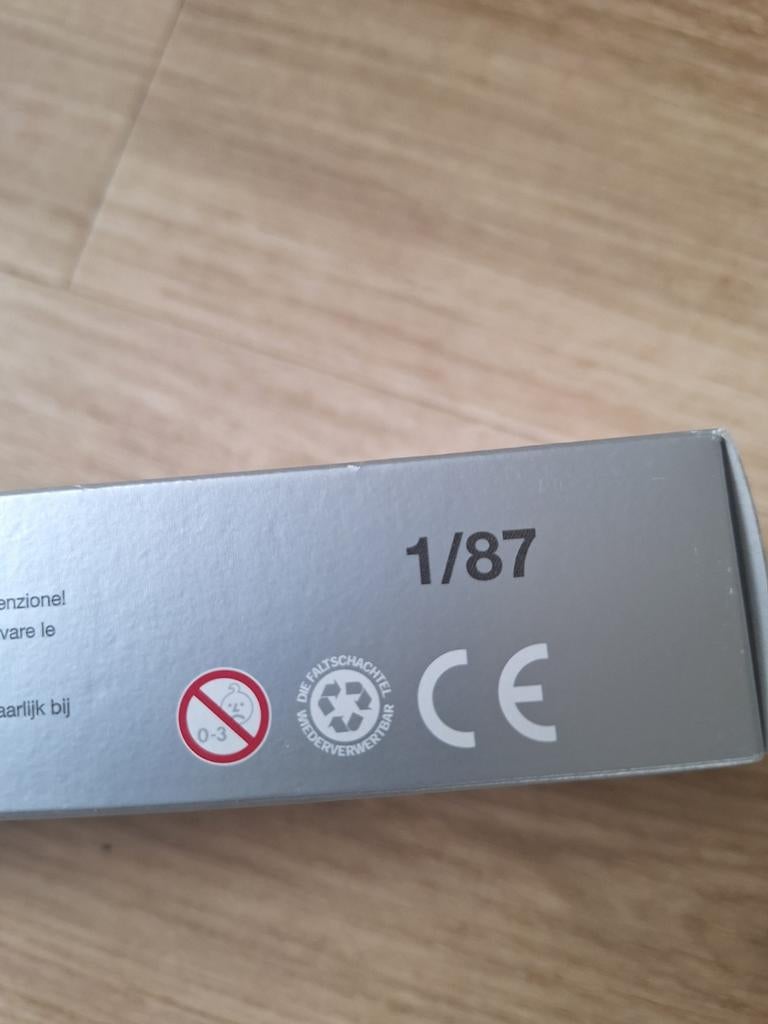 1/87
enzione!
vare le
aarlijk bij
0-3
DIE FALTSCHACHTEL
WIEDERVERWERTBAR
CE